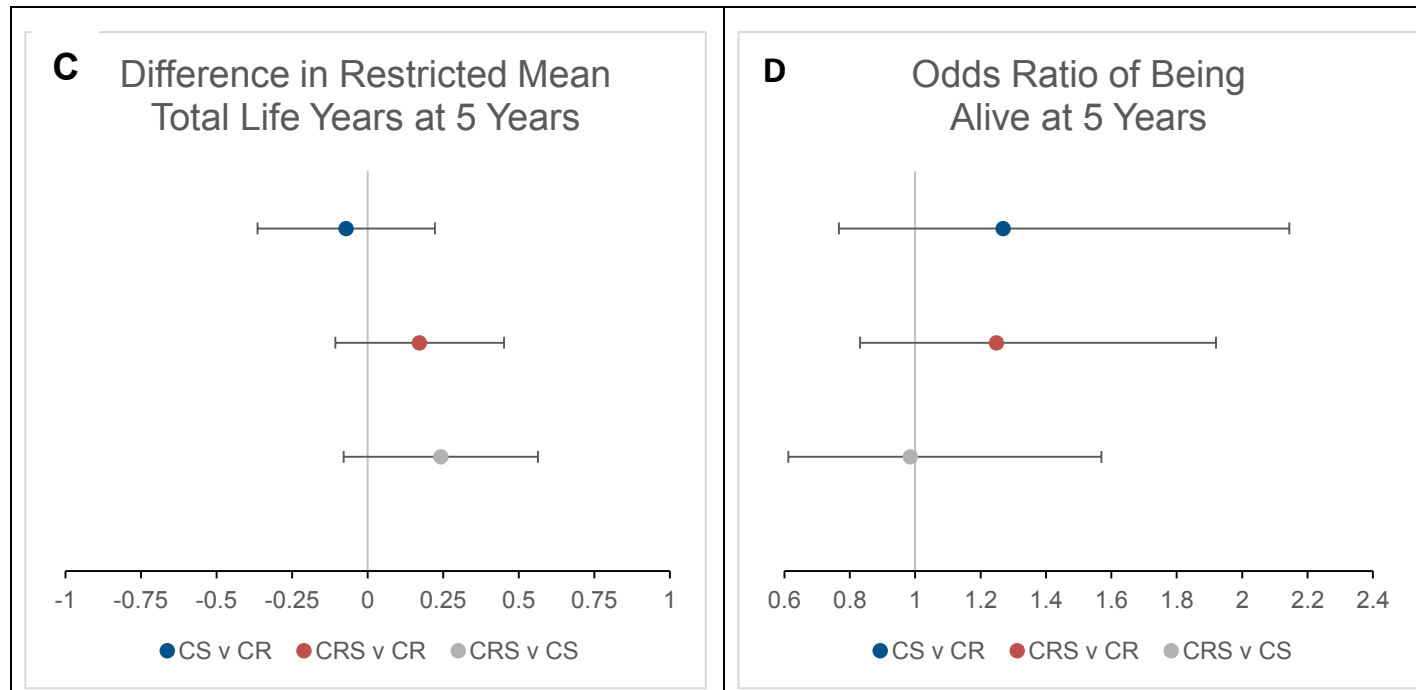 C
Difference in Restricted Mean
Total Life Years at 5 Years
-1 -0.75 -0.5 -0.25 0 0.25 0.5 0.75 1
CS v CR CRS v CR CRS v CS
D
Odds Ratio of Being
Alive at 5 Years
0.6 0.8 1 1.2 1.4 1.6 1.8 2 2.2 2.4
CS v CR CRS v CR CRS v CS